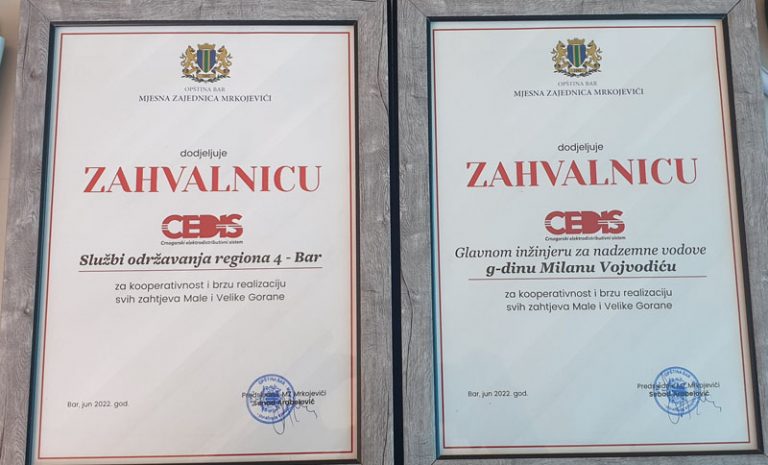 OPŠTINA BAR
MJESNA ZAJEDNICA MRKOJEVIĆI
dodjeljuje
ZAHVALNICU
CEDIS
Crnogorski elektrodistributivni sistem
Službi održavanja regiona 4 - Bar
za kooperativnost i brzu realizaciju
svih zahtjeva Male i Velike Gorane
Bar, jun 2022. god.
Predsjednik MZ Mrkojevići
OPŠTINA BAR
MJESNA ZAJEDNICA MRKOJEVIĆI
dodjeljuje
ZAHVALNICU
CEDIS
Crnogorski elektrodistributivni sistem
Glavnom inžinjeru za nadzemne vodove
g-dinu Milanu Vojvodiću
za kooperativnost i brzu realizaciju
svih zahtjeva Male i Velike Gorane
Bar, jun 2022. god.
Predsjednik MZ